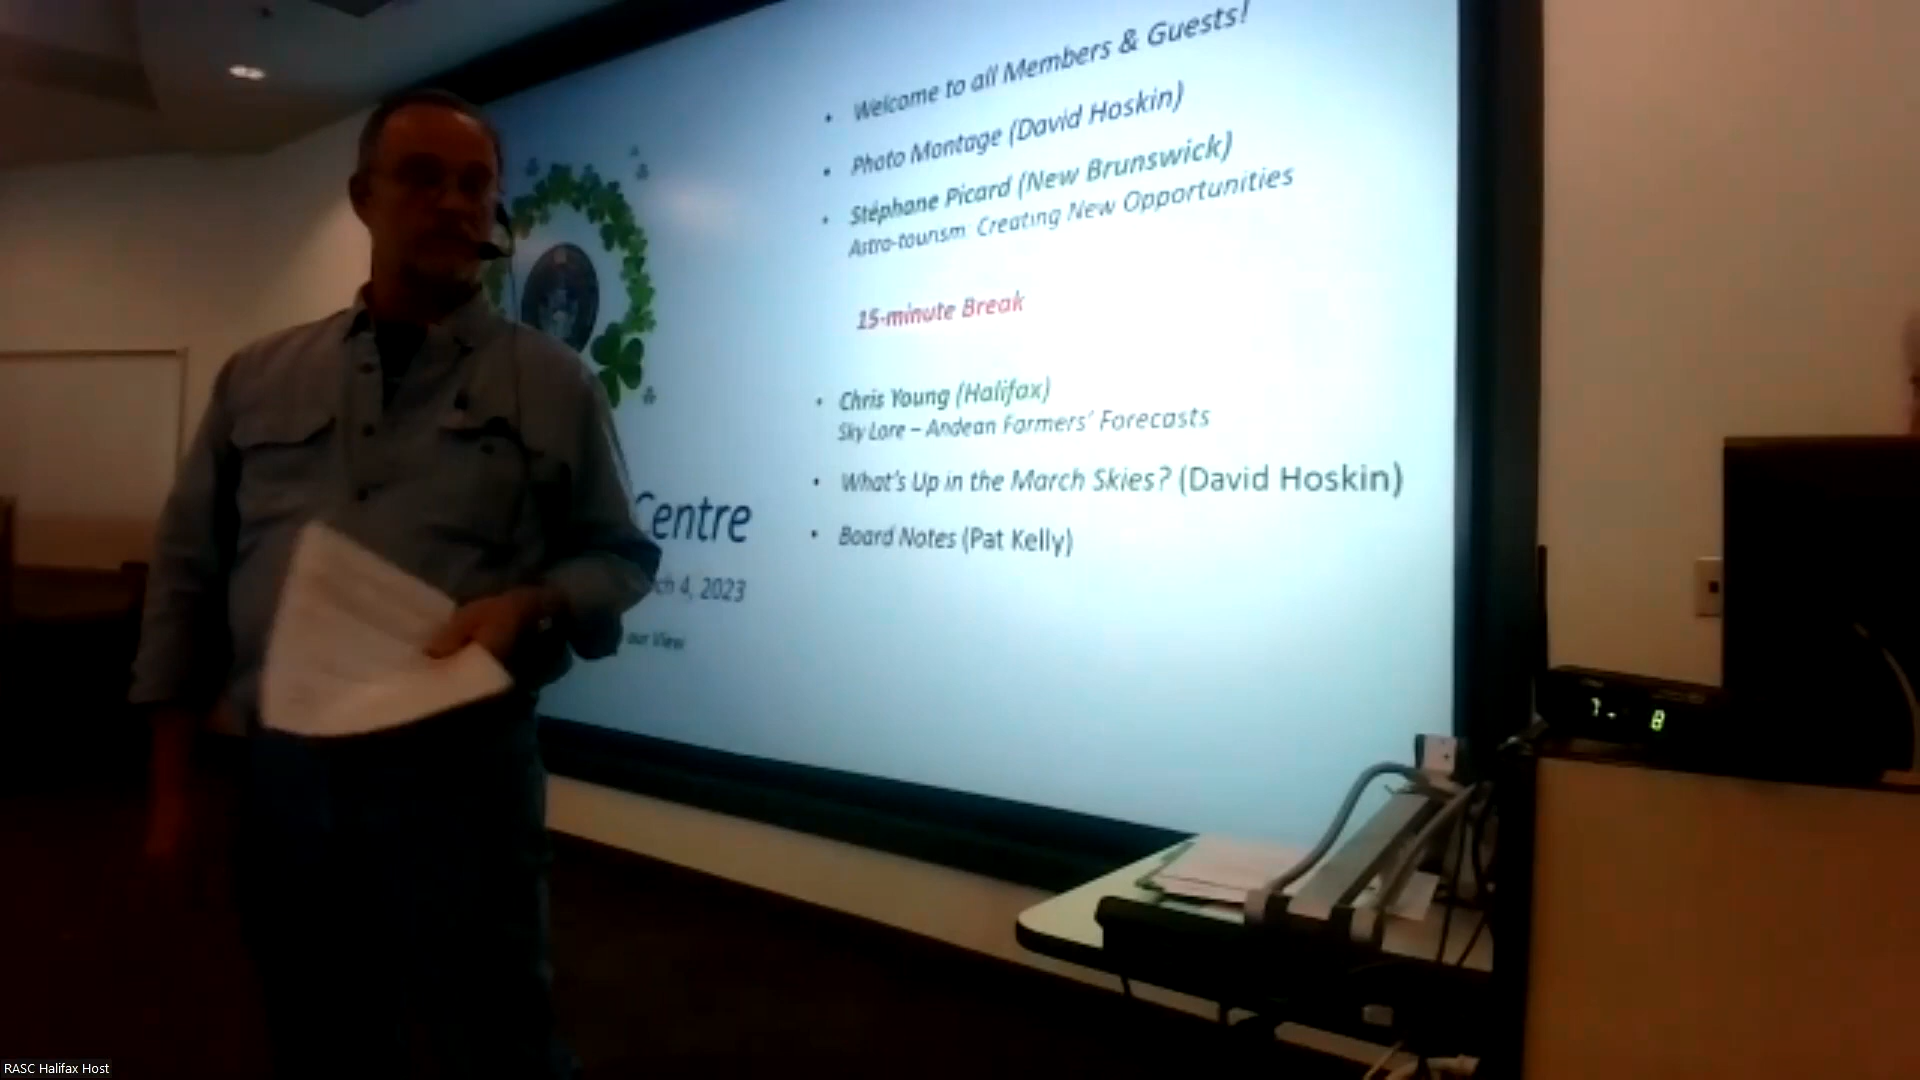 • Welcome to all Members & Guests!
• Photo Montage (David Hoskin)
• Stéphane Picard (New Brunswick)
Astro-tourism Creating New Opportunities
15-minute Break
• Chris Young (Halifax)
Sky Lore – Andean Farmers' Forecasts
• What's Up in the March Skies? (David Hoskin)
• Board Notes (Pat Kelly)
Centre
ch 4, 2023
our View
RASC Halifax Host